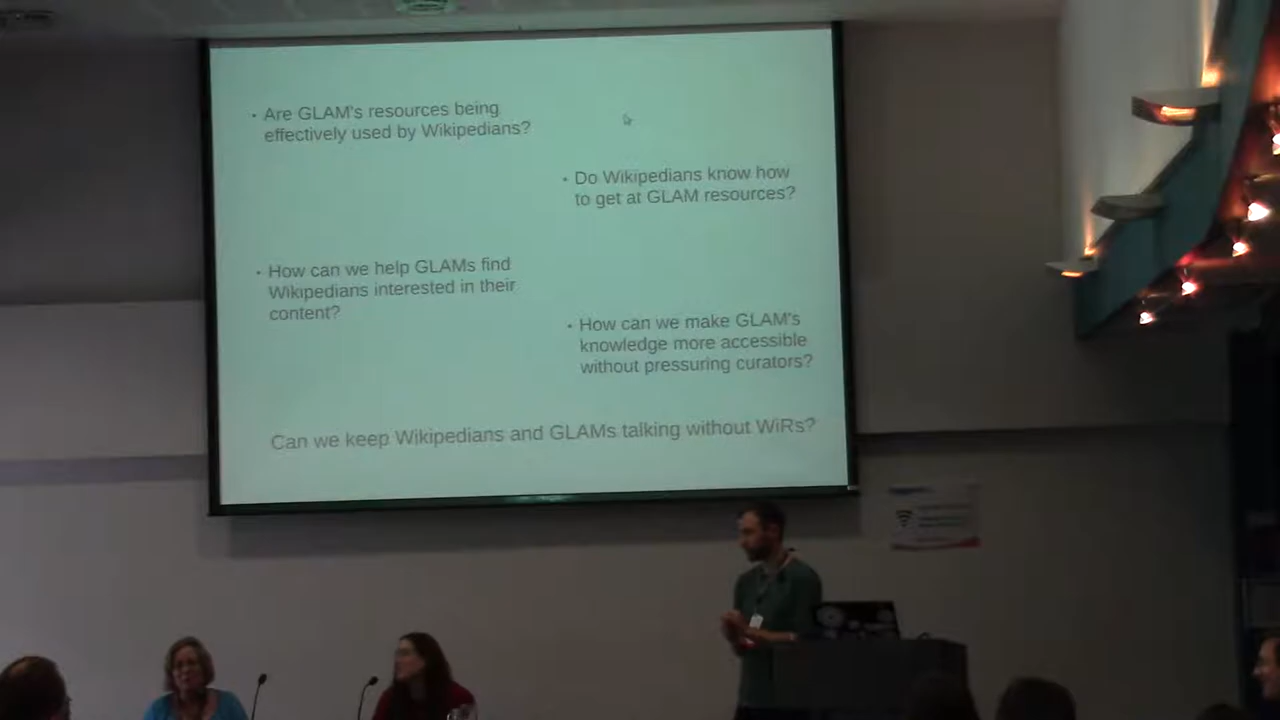 · Are GLAM's resources being
effectively used by Wikipedians?
· Do Wikipedians know how
to get at GLAM resources?
· How can we help GLAMs find
Wikipedians interested in their
content?
· How can we make GLAM's
knowledge more accessible
without pressuring curators?
Can we keep Wikipedians and GLAMs talking without WiRs?